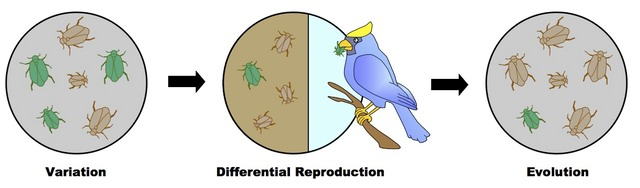 Variation
Differential Reproduction
Evolution